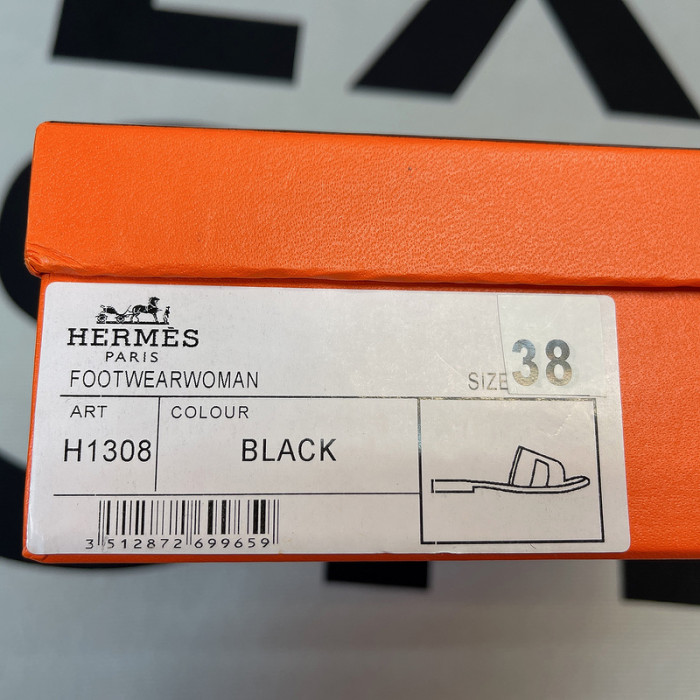 HERMÈS
PARIS
FOOTWEARWOMAN
SIZE 38
ART
COLOUR
H1308
BLACK
3 512872 699659